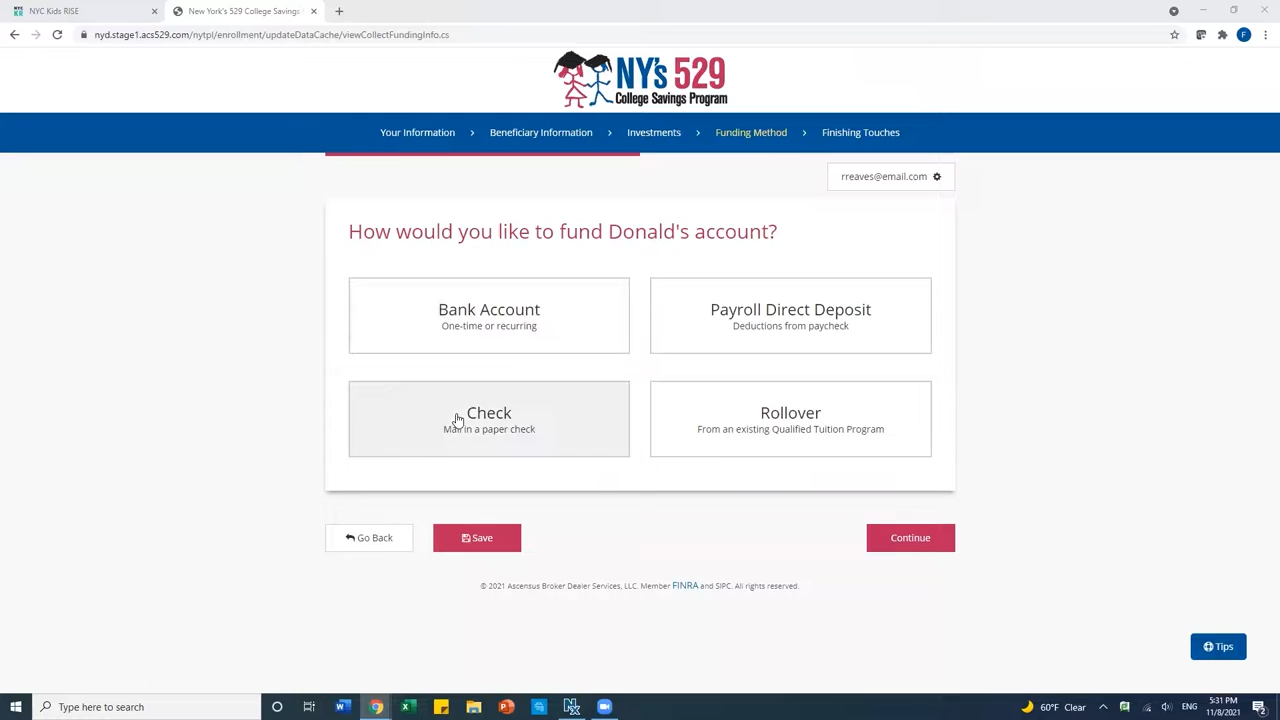 NYC Kids RISE
New York's 529 College Savings
nyd.stage1.acs529.com/nytpl/enrollment/updateDataCache/viewCollectFundingInfo.cs
F
NY's 529
College Savings Program
Your Information
Beneficiary Information
Investments
Funding Method
Finishing Touches
rreaves@email.com
How would you like to fund Donald's account?
Bank Account
One-time or recurring
Payroll Direct Deposit
Deductions from paycheck
Check
Mail in a paper check
Rollover
From an existing Qualified Tuition Program
Go Back
Save
Continue
© 2021 Ascensus Broker Dealer Services, LLC. Member FINRA and SIPC. All rights reserved.
Tips
Type here to search
60°F Clear
ENG
5:31 PM
11/8/2021
2